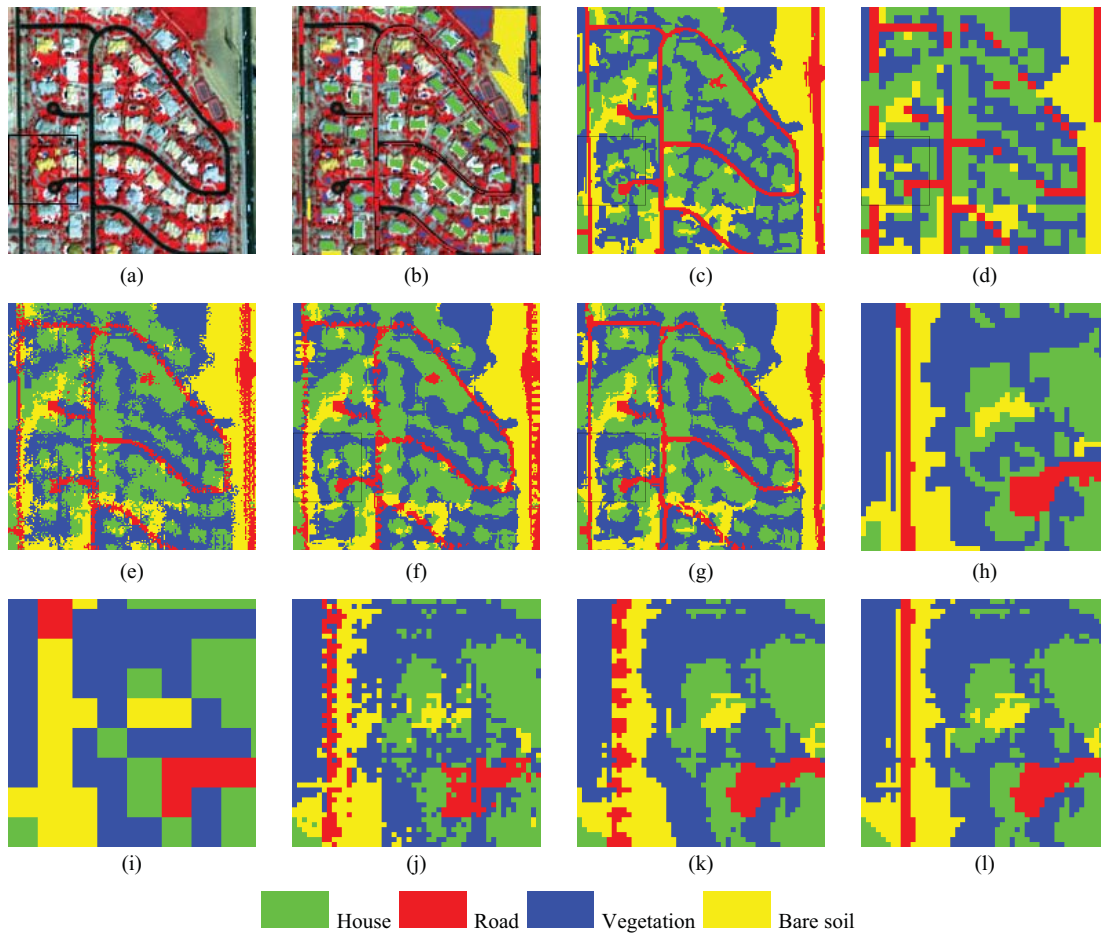 (a) (b) (c) (d)
(e) (f) (g) (h)
(i) (j) (k) (l)
House Road Vegetation Bare soil